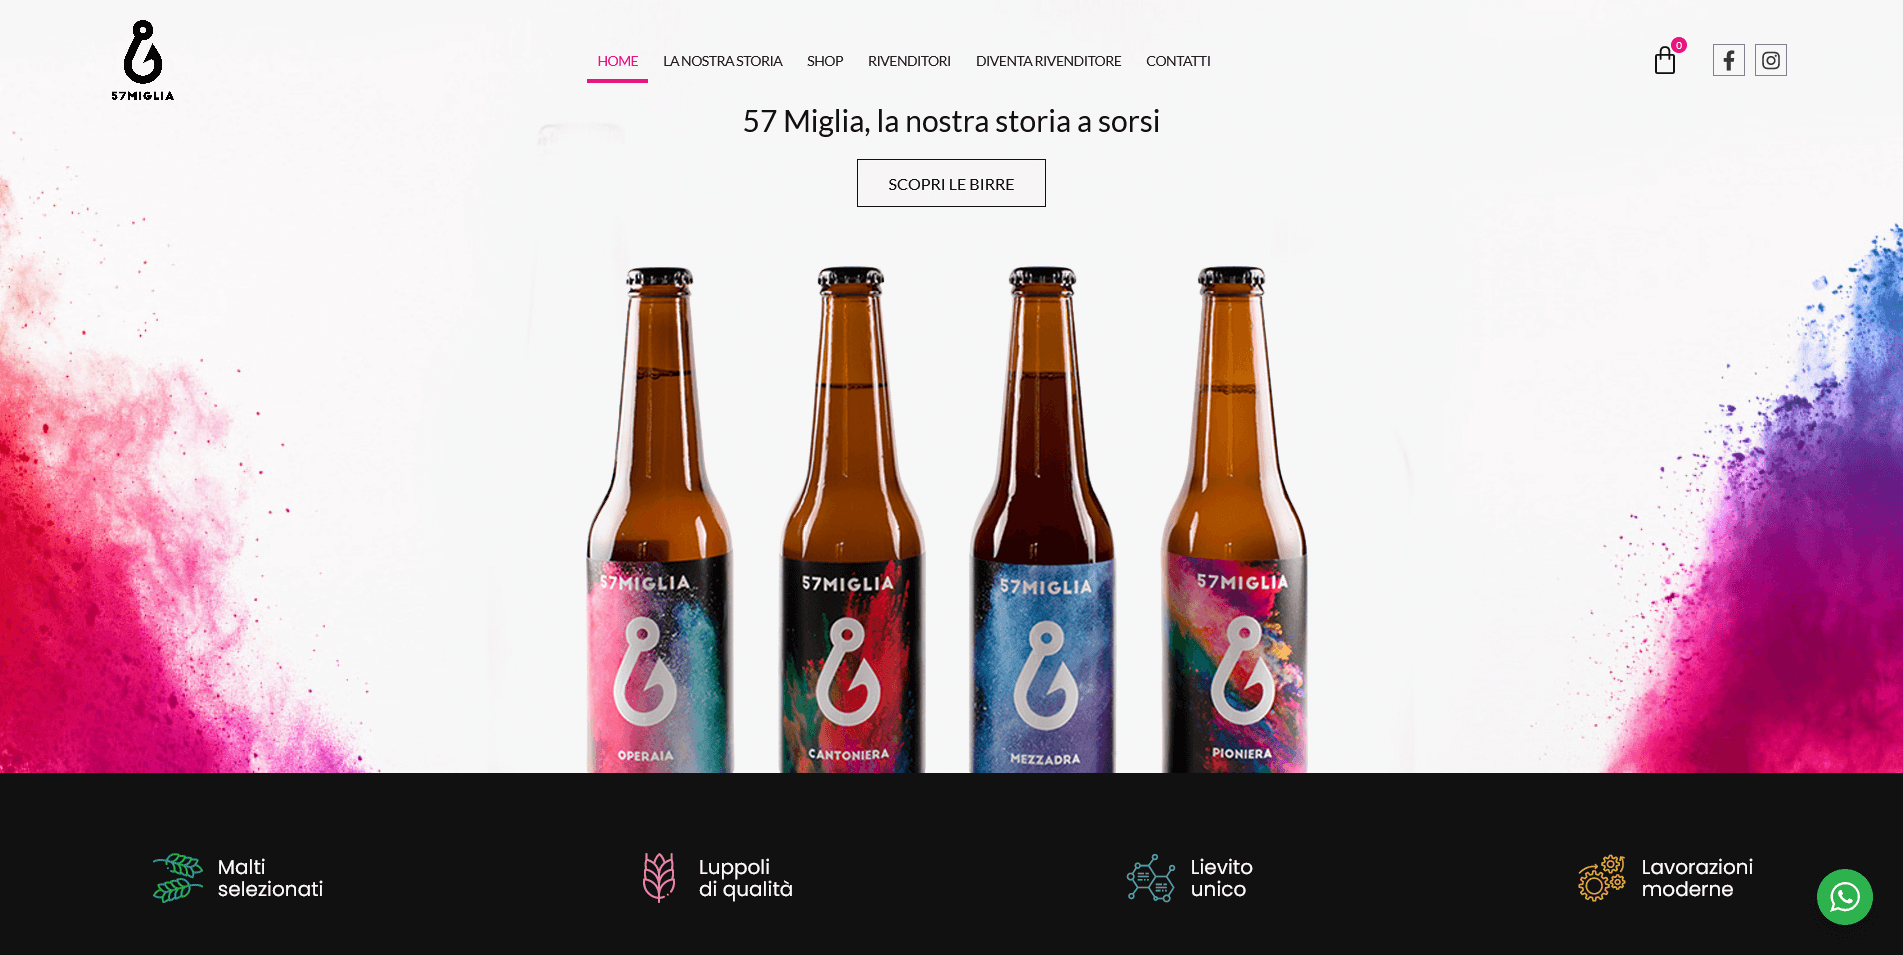 57MIGLIA
HOME
LA NOSTRA STORIA
SHOP
RIVENDITORI
DIVENTA RIVENDITORE
CONTATTI
0
57 Miglia, la nostra storia a sorsi
SCOPRI LE BIRRE
57MIGLIA
OPERAIA
57MIGLIA
CANTONIERA
57MIGLIA
MEZZADRA
57MIGLIA
PIONIERA
Malti
selezionati
Luppoli
di qualità
Lievito
unico
Lavorazioni
moderne